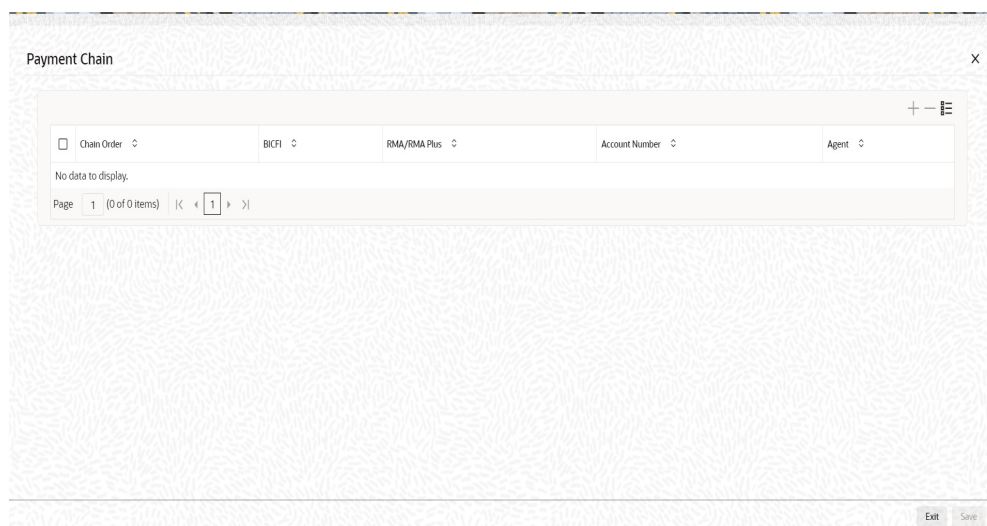 Payment Chain X
Chain Order BICFI RMA/RMA Plus Account Number Agent
No data to display.
Page 1 (0 of 0 items) 1
Exit Save